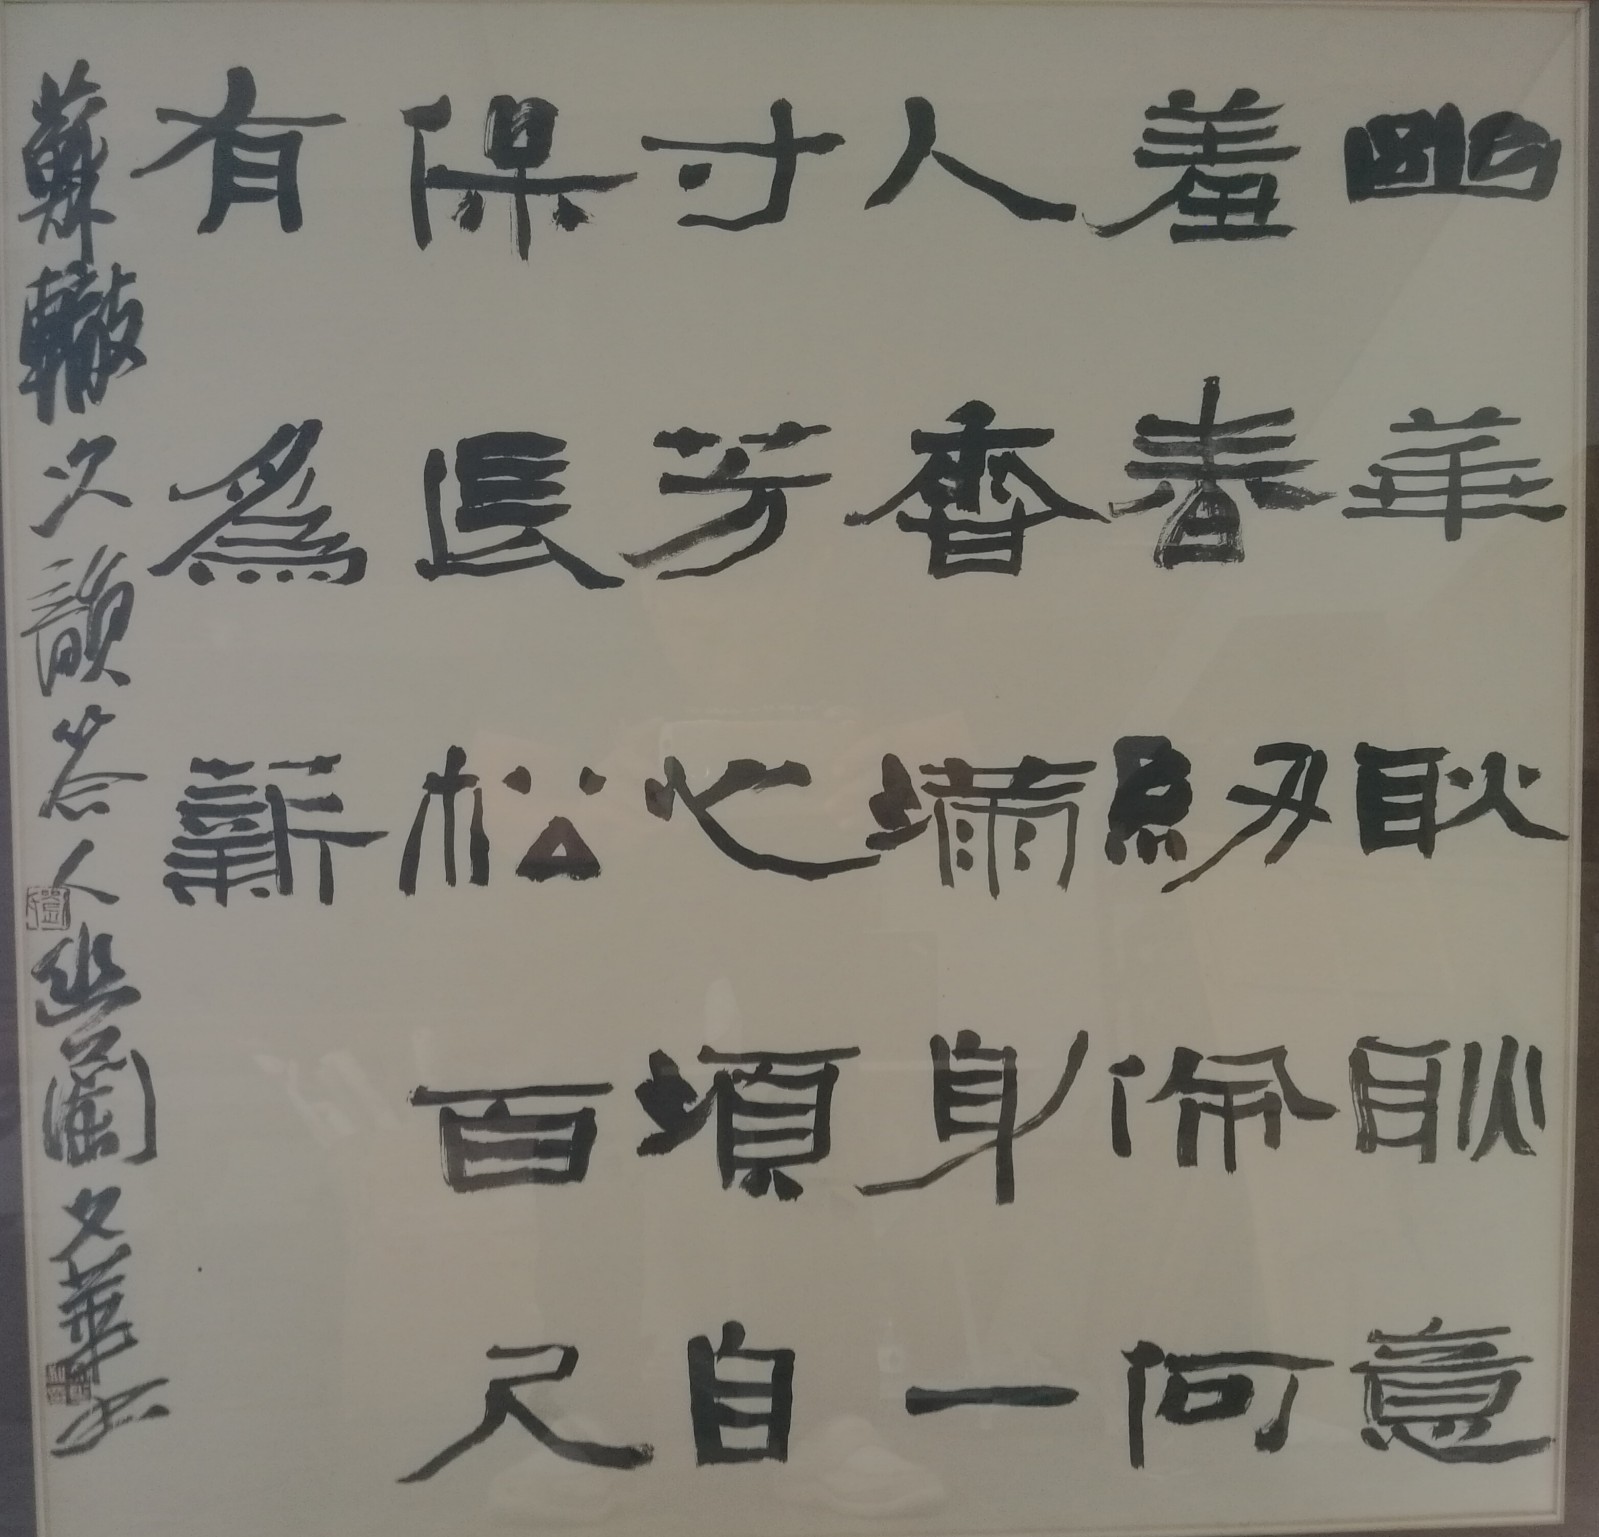 幽華耿耿意
羞春紉佩何
人香滿身一
寸芳心須自
保長松百尺
有為薪
蘇轍次韻答人幽蘭 文華书